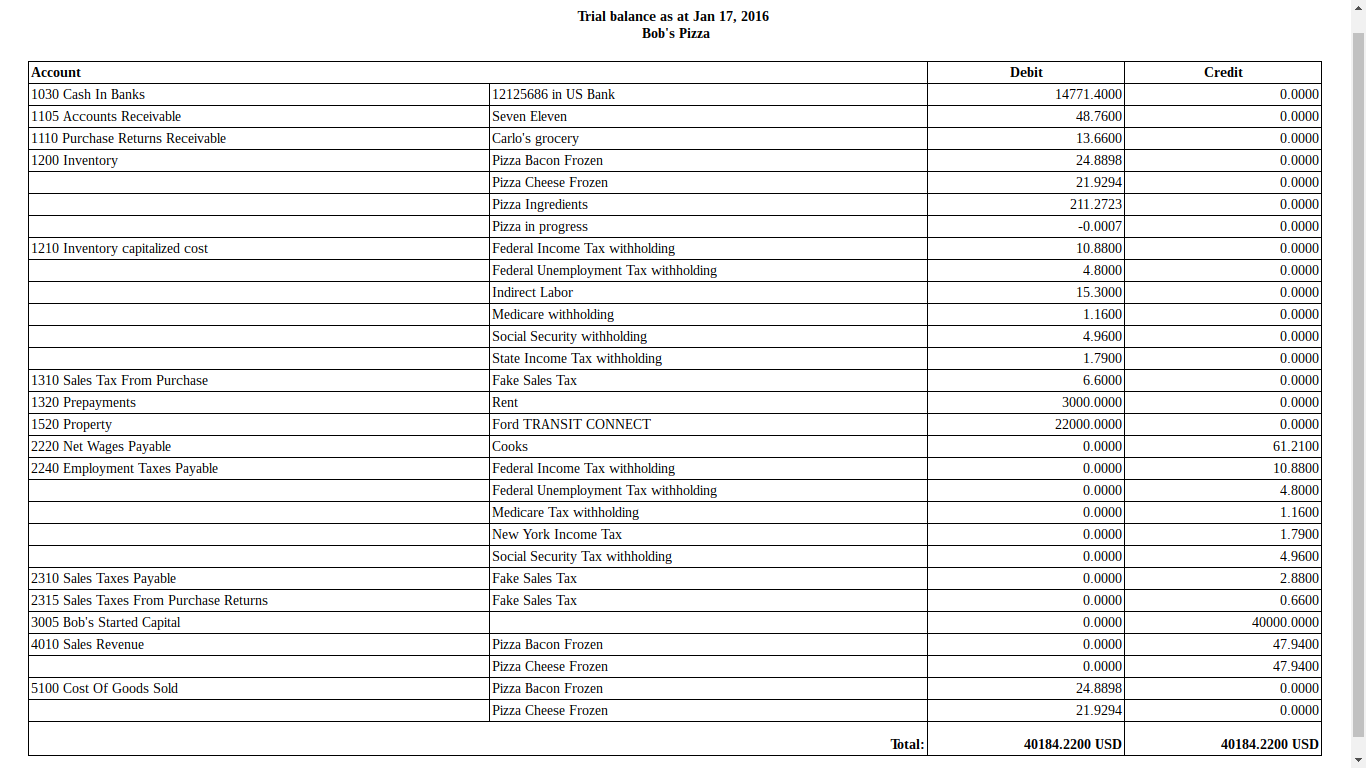 Trial balance as at Jan 17, 2016
Bob's Pizza
Account Debit Credit
1030 Cash In Banks 12125686 in US Bank 14771.4000 0.0000
1105 Accounts Receivable Seven Eleven 48.7600 0.0000
1110 Purchase Returns Receivable Carlo's grocery 13.6600 0.0000
1200 Inventory Pizza Bacon Frozen 24.8898 0.0000
Pizza Cheese Frozen 21.9294 0.0000
Pizza Ingredients 211.2723 0.0000
Pizza in progress -0.0007 0.0000
1210 Inventory capitalized cost Federal Income Tax withholding 10.8800 0.0000
Federal Unemployment Tax withholding 4.8000 0.0000
Indirect Labor 15.3000 0.0000
Medicare withholding 1.1600 0.0000
Social Security withholding 4.9600 0.0000
State Income Tax withholding 1.7900 0.0000
1310 Sales Tax From Purchase Fake Sales Tax 6.6000 0.0000
1320 Prepayments Rent 3000.0000 0.0000
1520 Property Ford TRANSIT CONNECT 22000.0000 0.0000
2220 Net Wages Payable Cooks 0.0000 61.2100
2240 Employment Taxes Payable Federal Income Tax withholding 0.0000 10.8800
Federal Unemployment Tax withholding 0.0000 4.8000
Medicare Tax withholding 0.0000 1.1600
New York Income Tax 0.0000 1.7900
Social Security Tax withholding 0.0000 4.9600
2310 Sales Taxes Payable Fake Sales Tax 0.0000 2.8800
2315 Sales Taxes From Purchase Returns Fake Sales Tax 0.0000 0.6600
3005 Bob's Started Capital 0.0000 40000.0000
4010 Sales Revenue Pizza Bacon Frozen 0.0000 47.9400
Pizza Cheese Frozen 0.0000 47.9400
5100 Cost Of Goods Sold Pizza Bacon Frozen 24.8898 0.0000
Pizza Cheese Frozen 21.9294 0.0000
Total: 40184.2200 USD 40184.2200 USD